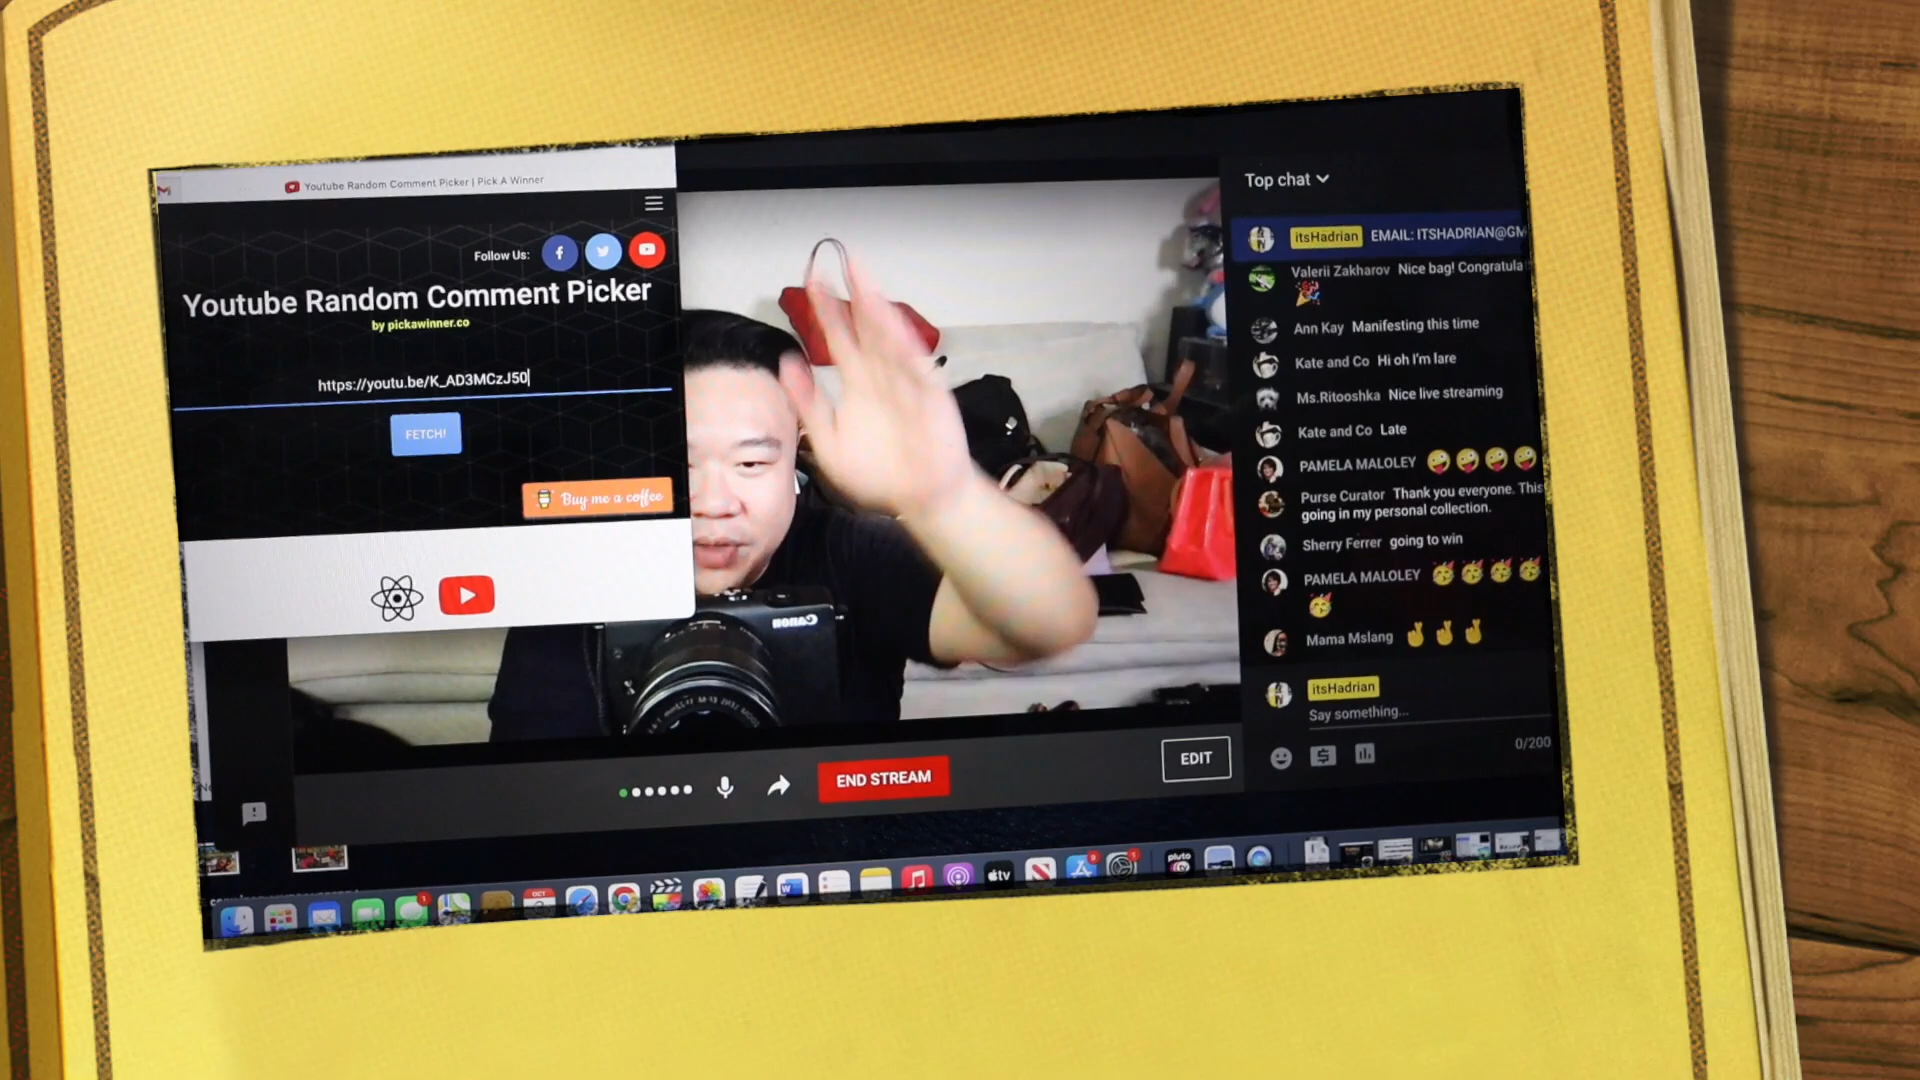 Youtube Random Comment Picker | Pick A Winner
Follow Us:
Youtube Random Comment Picker
by pickawinner.co
https://youtu.be/K_AD3MCzJ50
FETCH!
Buy me a coffee
Canon
END STREAM
EDIT
Top chat
itsHadrian EMAIL: ITSHADRIAN@GM
Valerii Zakharov Nice bag! Congratula
🎉
Ann Kay Manifesting this time
Kate and Co Hi oh I'm lare
Ms.Ritooshka Nice live streaming
Kate and Co Late
PAMELA MALOLEY 🤪🤪🤪🤪
Purse Curator Thank you everyone. This
going in my personal collection.
Sherry Ferrer going to win
PAMELA MALOLEY 🥳🥳🥳🥳
🥳
Mama Mslang 🤞🤞🤞
itsHadrian
Say something...
0/200
OCT
tv
pluto
tv